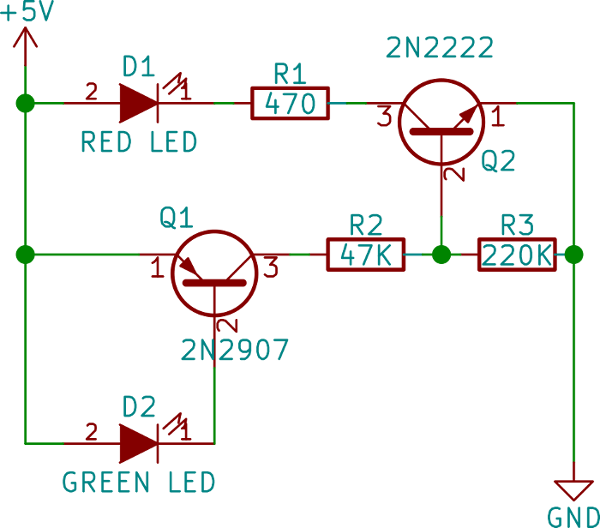 +5V
2N2222
D1
R1
2
1
470
3
1
RED LED
Q2
2
Q1
R2
R3
1
3
47K
220K
2
2N2907
D2
2
1
GREEN LED
GND